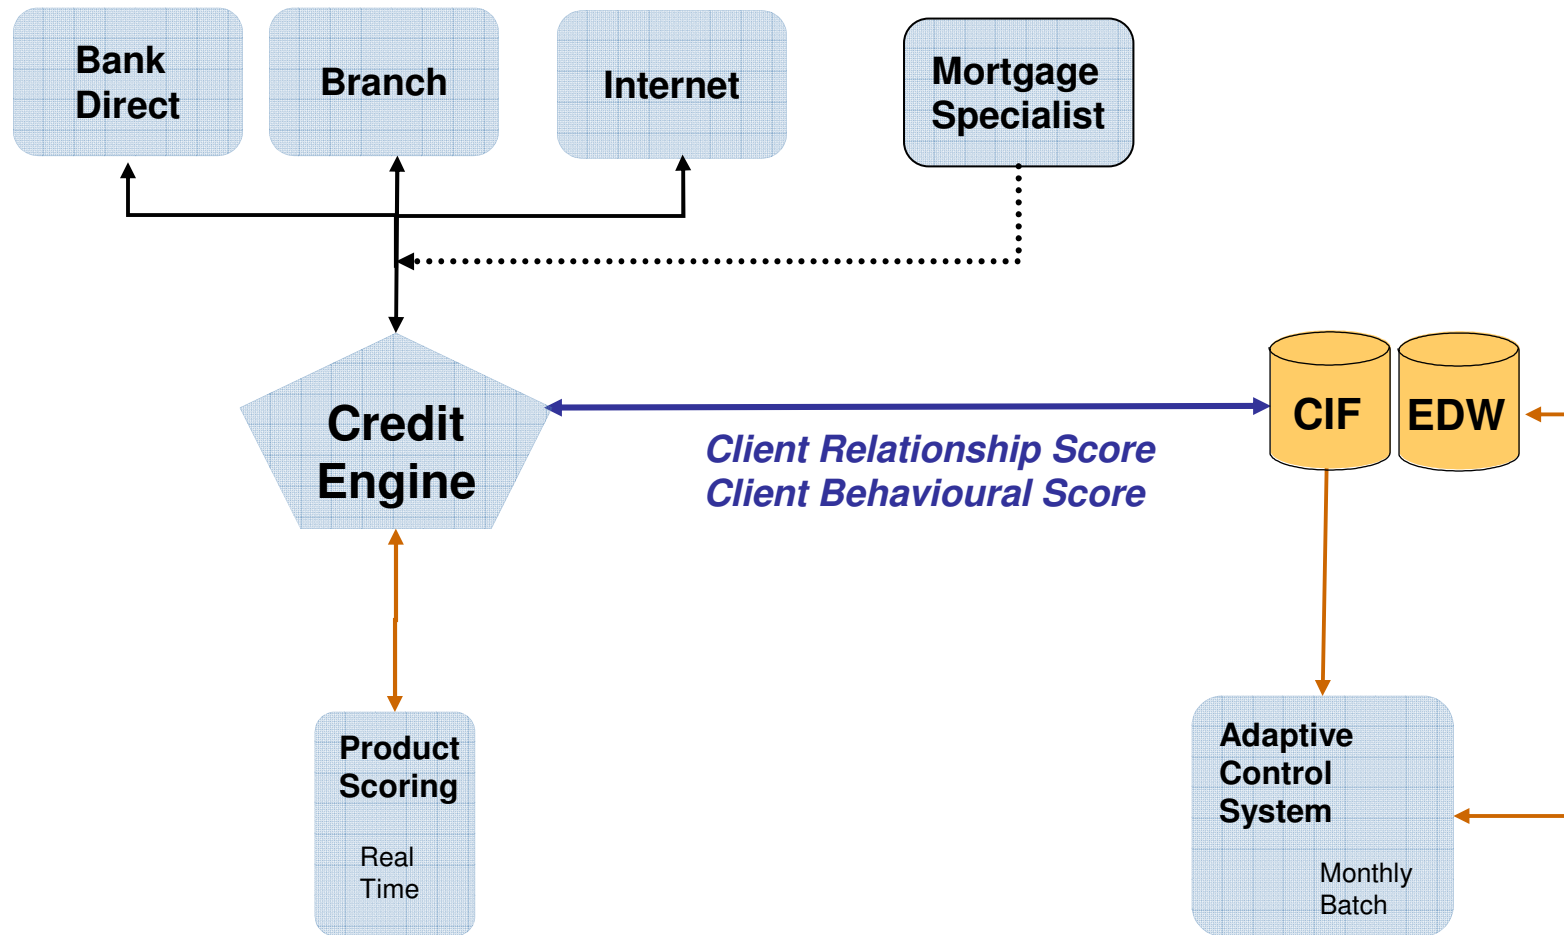 Bank
Direct
Branch
Internet
Mortgage
Specialist
Credit
Engine
CIF
EDW
Client Relationship Score
Client Behavioural Score
Product
Scoring
Real
Time
Adaptive
Control
System
Monthly
Batch